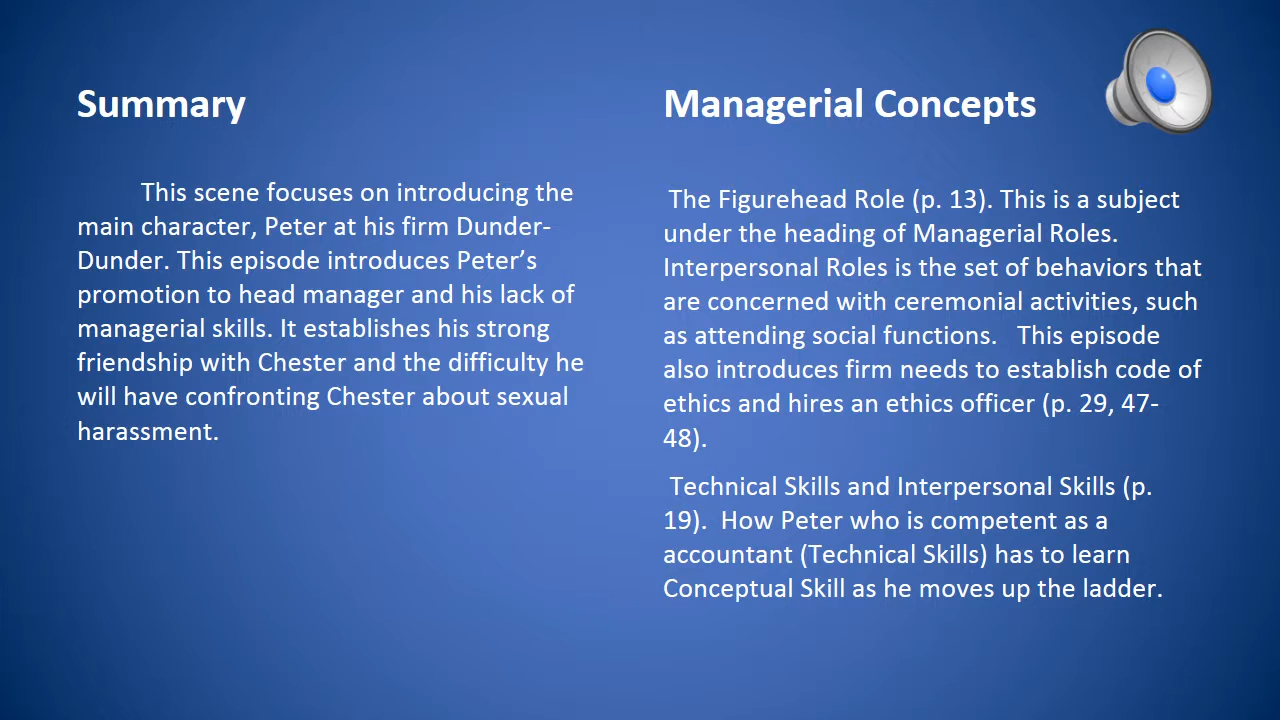 Summary
This scene focuses on introducing the
main character, Peter at his firm Dunder-
Dunder. This episode introduces Peter’s
promotion to head manager and his lack of
managerial skills. It establishes his strong
friendship with Chester and the difficulty he
will have confronting Chester about sexual
harassment.
Managerial Concepts
The Figurehead Role (p. 13). This is a subject
under the heading of Managerial Roles.
Interpersonal Roles is the set of behaviors that
are concerned with ceremonial activities, such
as attending social functions.   This episode
also introduces firm needs to establish code of
ethics and hires an ethics officer (p. 29, 47-
48).
Technical Skills and Interpersonal Skills (p.
19).  How Peter who is competent as a
accountant (Technical Skills) has to learn
Conceptual Skill as he moves up the ladder.